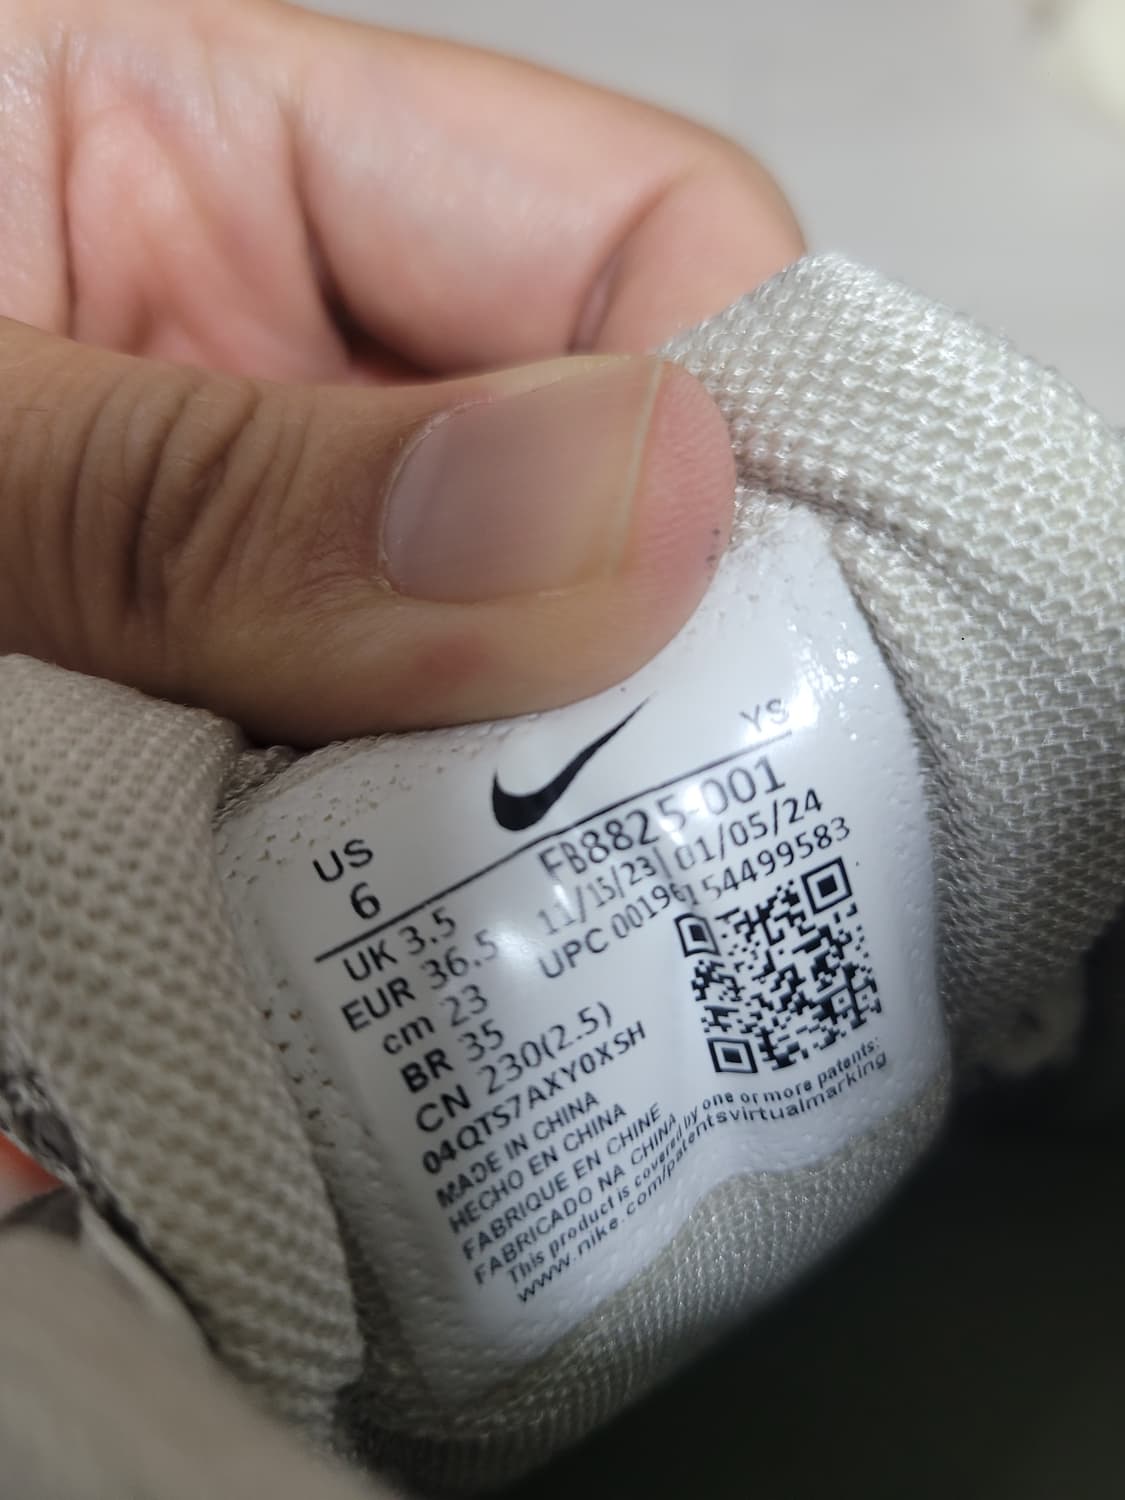 YS
US
6
FB8825-001
11/15/23 | 01/05/24
UPC 00196154499583
UK 3.5
EUR 36.5
cm 23
BR 35
CN 230(2.5)
04QTS7AXY0XSH
MADE IN CHINA
HECHO EN CHINA
FABRIQUE EN CHINE
FABRICADO NA CHINA
This product is covered by one or more patents:
www.nike.com/patentsvirtualmarking